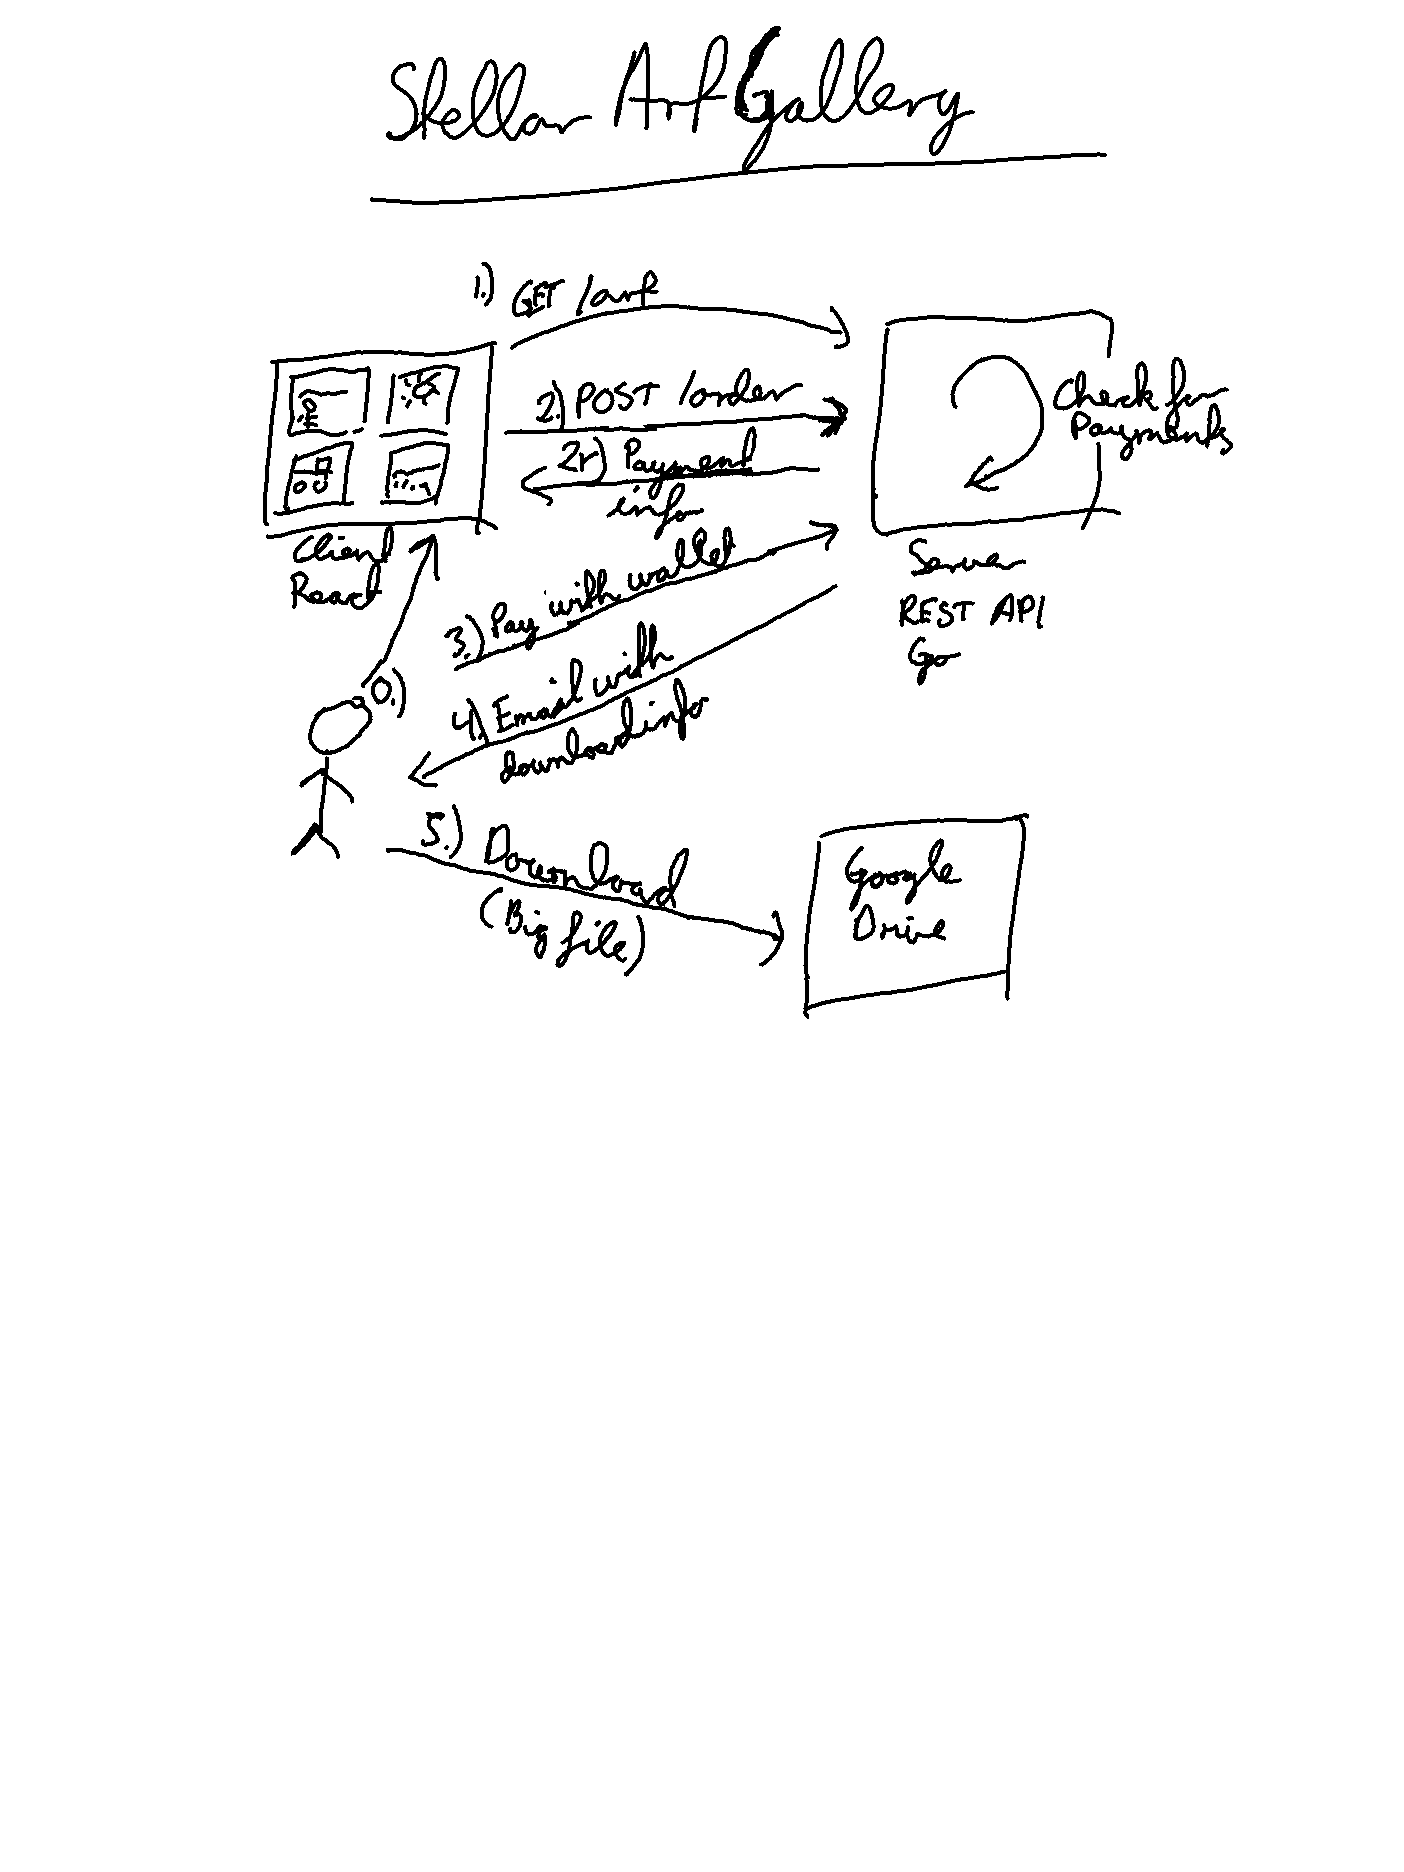 Stellar Art Gallery
1.) GET /art
2.) POST /order
2r) Payment
info
Check for
Payments
Client
React
Server
REST API
Go
3.) Pay with wallet
0.)
4.) Email with
download info
5.) Download
(Big file)
Google
Drive